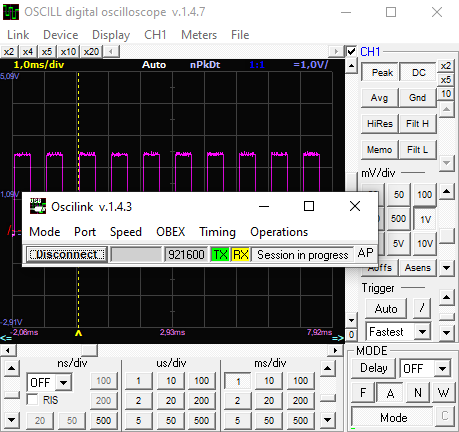 OSCILL digital oscilloscope v.1.4.7
Link Device Display CH1 Meters File
x2 x4 x5 x10 x20
1,0ms/div Auto nPkDt 1:1 =1,0V/
5,09V
1,09V
-2,91V
-2,06ms 2,93ms 7,92ms
<= A =>
CH1
Peak DC x2
x5
Avg Gnd 10
HiRes Filt H
Memo Filt L
mV/div
50 100
500 1V
5V 10V
Auffs Asens
Trigger
Auto /
Fastest
0
Oscilink v.1.4.3
Mode Port Speed OBEX Timing Operations
Disconnect 921600 TX RX Session in progress AP
ns/div us/div ms/div
OFF 100 1 10 100 1 10 100
RIS 200 2 20 200 2 20 200
20 50 5 50 500 5 50 500
MODE
Delay OFF
F A N W
Mode C